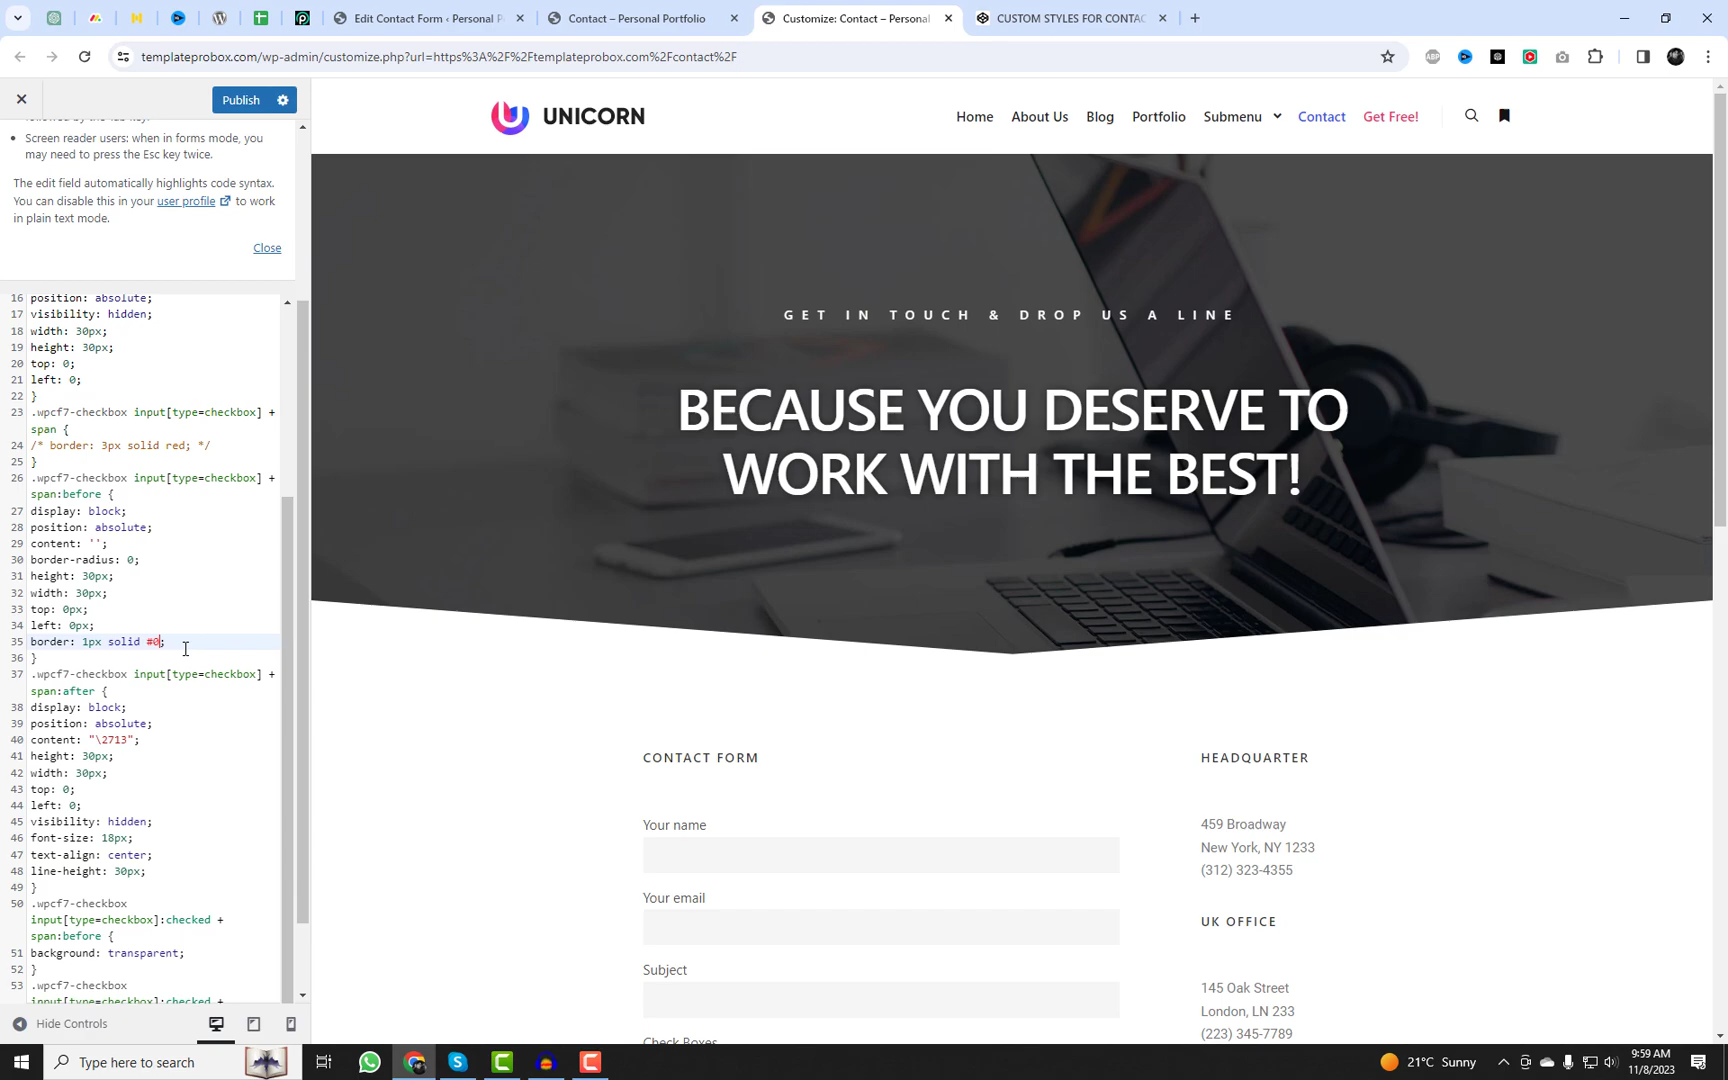 Edit Contact Form ‹ Personal P
Contact – Personal Portfolio
Customize: Contact – Personal
CUSTOM STYLES FOR CONTAC
templateprobox.com/wp-admin/customize.php?url=https%3A%2F%2Ftemplateprobox.com%2Fcontact%2F
Publish
followed by the Tab key.
Screen reader users: when in forms mode, you
may need to press the Esc key twice.
The edit field automatically highlights code syntax.
You can disable this in your user profile to work
in plain text mode.
Close
16 position: absolute;
17 visibility: hidden;
18 width: 30px;
19 height: 30px;
20 top: 0;
21 left: 0;
22 }
23 .wpcf7-checkbox input[type=checkbox] +
span {
24 /* border: 3px solid red; */
25 }
26 .wpcf7-checkbox input[type=checkbox] +
span:before {
27 display: block;
28 position: absolute;
29 content: '';
30 border-radius: 0;
31 height: 30px;
32 width: 30px;
33 top: 0px;
34 left: 0px;
35 border: 1px solid #0;
36 }
37 .wpcf7-checkbox input[type=checkbox] +
span:after {
38 display: block;
39 position: absolute;
40 content: "\2713";
41 height: 30px;
42 width: 30px;
43 top: 0;
44 left: 0;
45 visibility: hidden;
46 font-size: 18px;
47 text-align: center;
48 line-height: 30px;
49 }
50 .wpcf7-checkbox
input[type=checkbox]:checked +
span:before {
51 background: transparent;
52 }
53 .wpcf7-checkbox
input[type=checkbox]:checked +
Hide Controls
UNICORN
Home About Us Blog Portfolio Submenu Contact Get Free!
GET IN TOUCH & DROP US A LINE
BECAUSE YOU DESERVE TO
WORK WITH THE BEST!
CONTACT FORM
Your name
Your email
Subject
Check Boxes
HEADQUARTER
459 Broadway
New York, NY 1233
(312) 323-4355
UK OFFICE
145 Oak Street
London, LN 233
(223) 345-7789
Type here to search
21°C Sunny
9:59 AM
11/8/2023